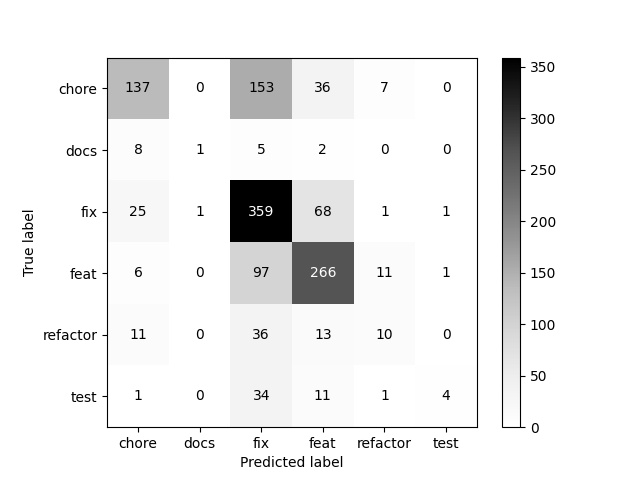 chore 137 0 153 36 7 0
docs 8 1 5 2 0 0
fix 25 1 359 68 1 1
feat 6 0 97 266 11 1
refactor 11 0 36 13 10 0
test 1 0 34 11 1 4
chore docs fix feat refactor test
Predicted label
True label
350
300
250
200
150
100
50
0